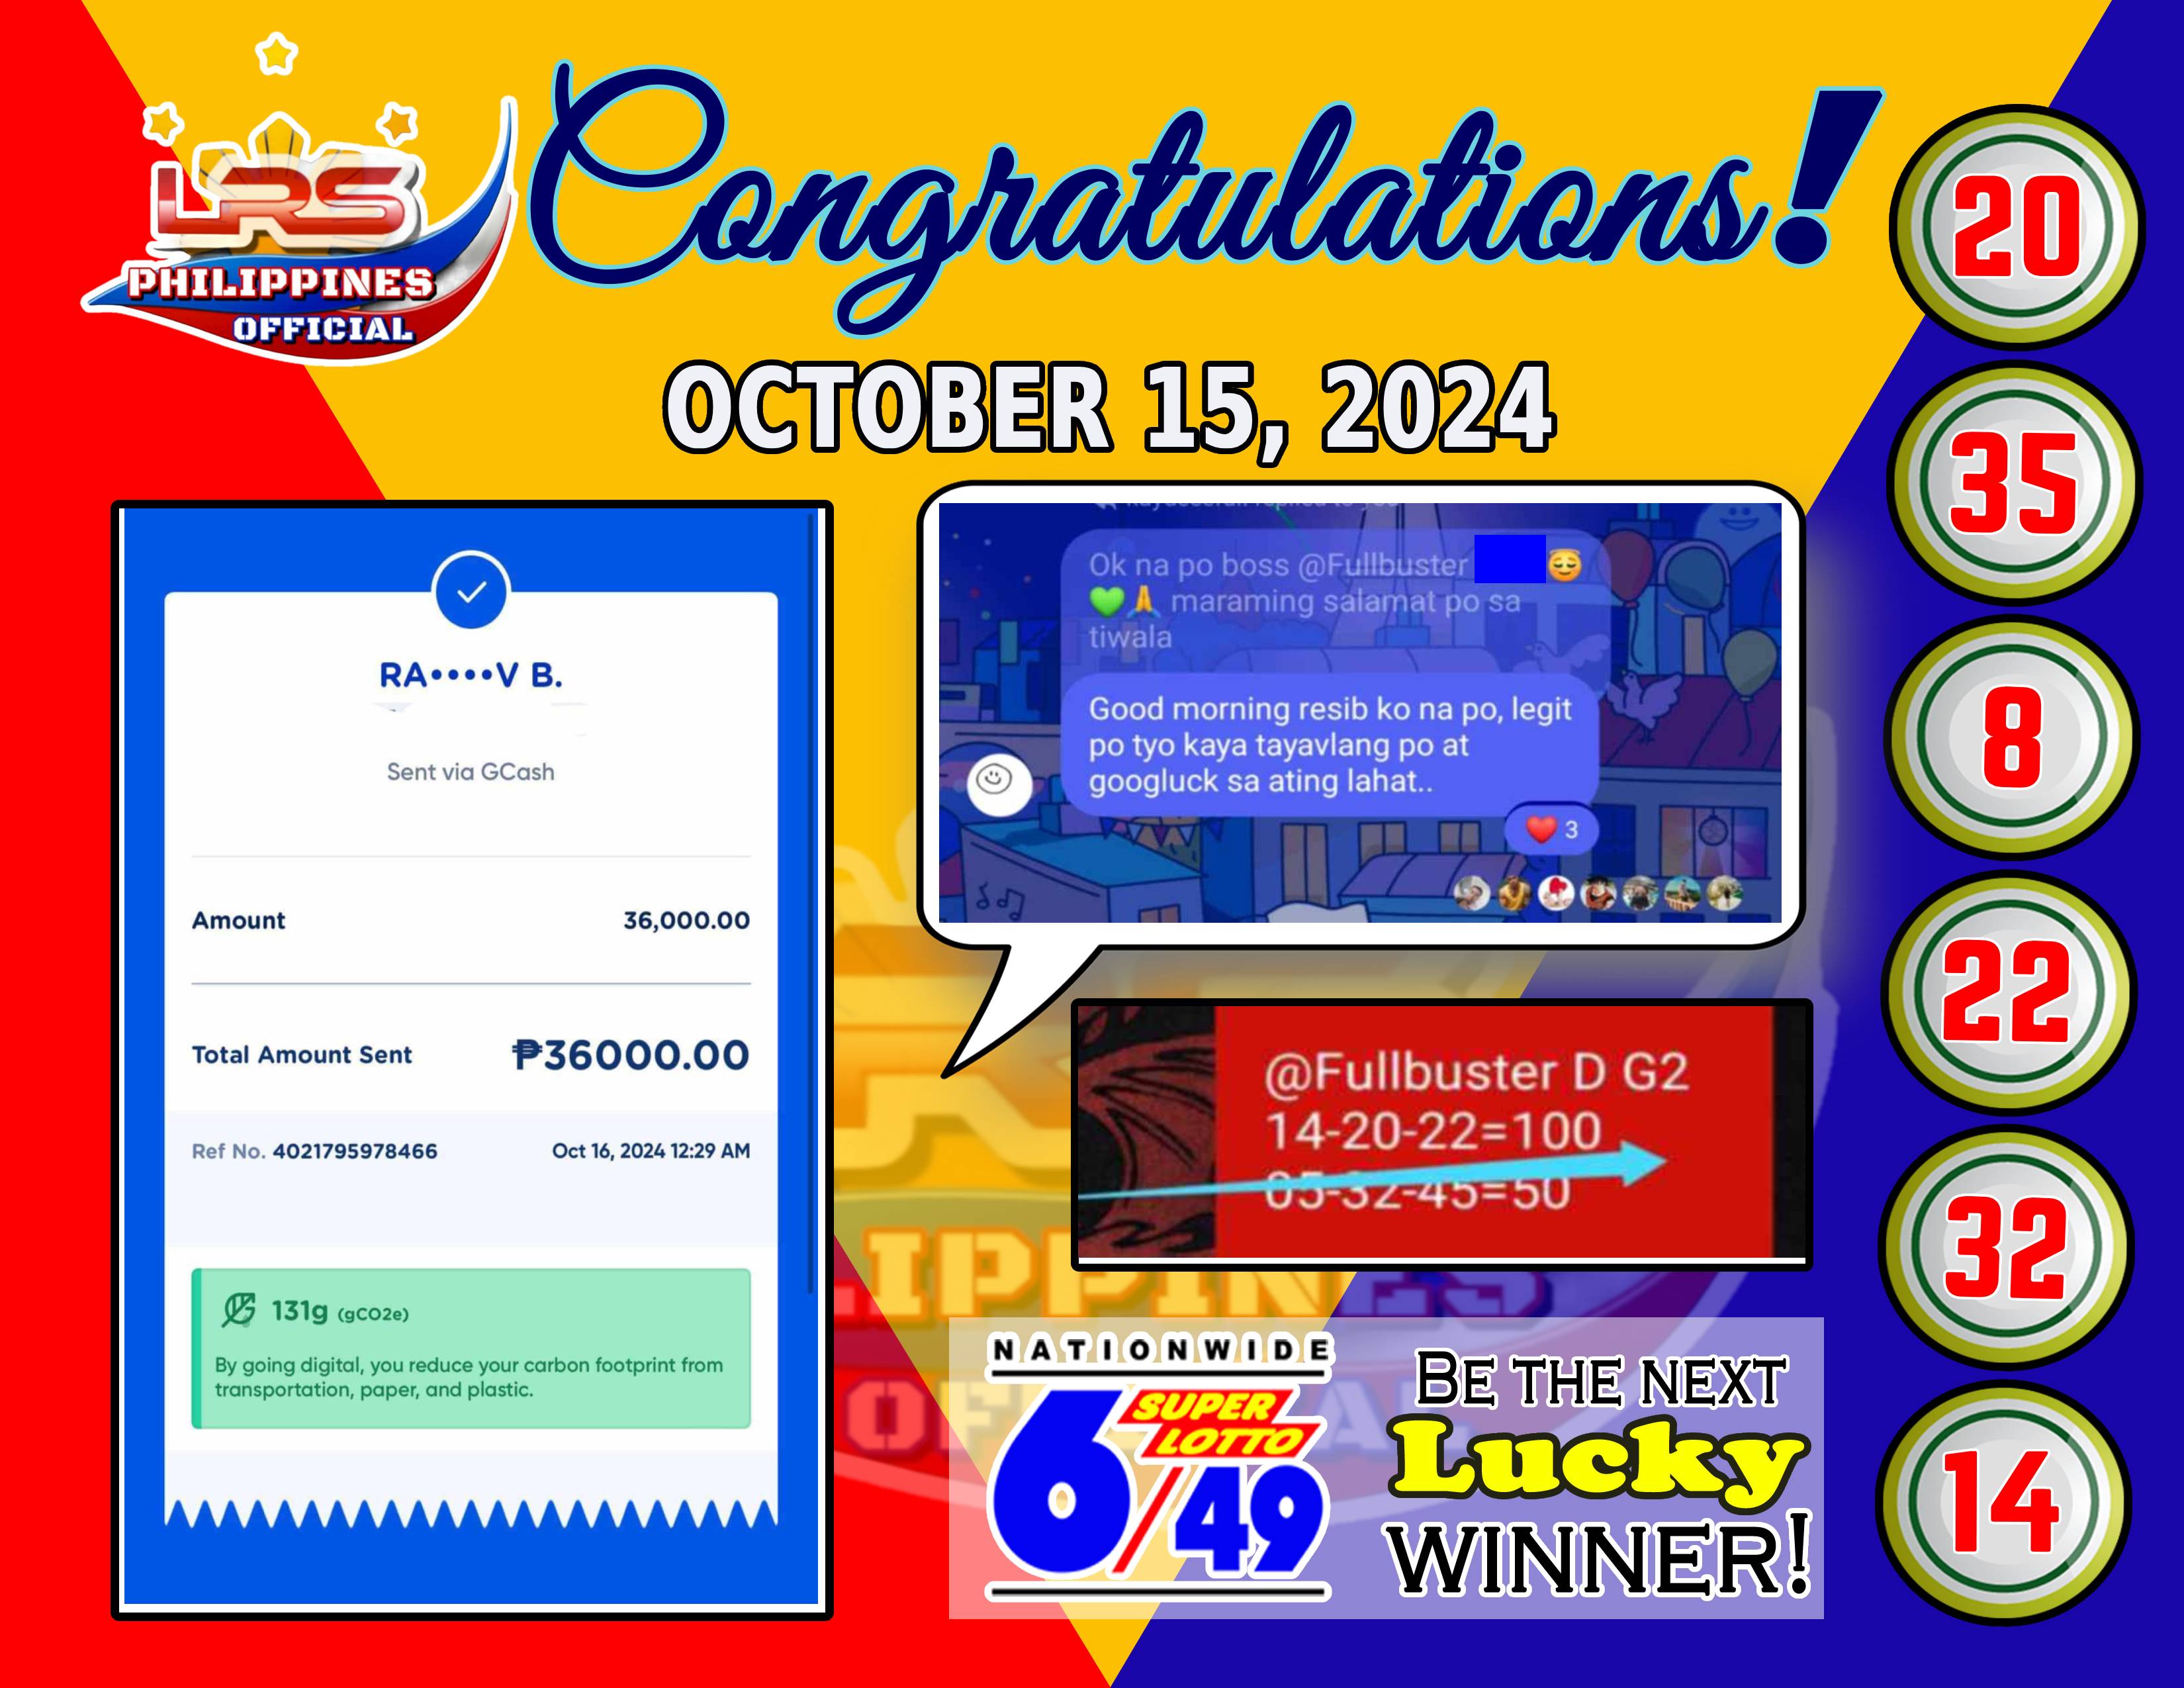 LRS
PHILIPPINES
OFFICIAL
Congratulations!
OCTOBER 15, 2024
RA••••V B.
Sent via GCash
Amount 36,000.00
Total Amount Sent ₱36000.00
Ref No. 4021795978466 Oct 16, 2024 12:29 AM
131g (gCO2e)
By going digital, you reduce your carbon footprint from
transportation, paper, and plastic.
replied to you
Ok na po boss @Fullbuster 😇
💚🙏 maraming salamat po sa
tiwala
Good morning resib ko na po, legit
po tyo kaya tayavlang po at
googluck sa ating lahat..
❤️ 3
@Fullbuster D G2
14-20-22=100
05-32-45=50
NATIONWIDE
SUPER
LOTTO
6/49
BE THE NEXT
Lucky
WINNER!
20
35
8
22
32
14